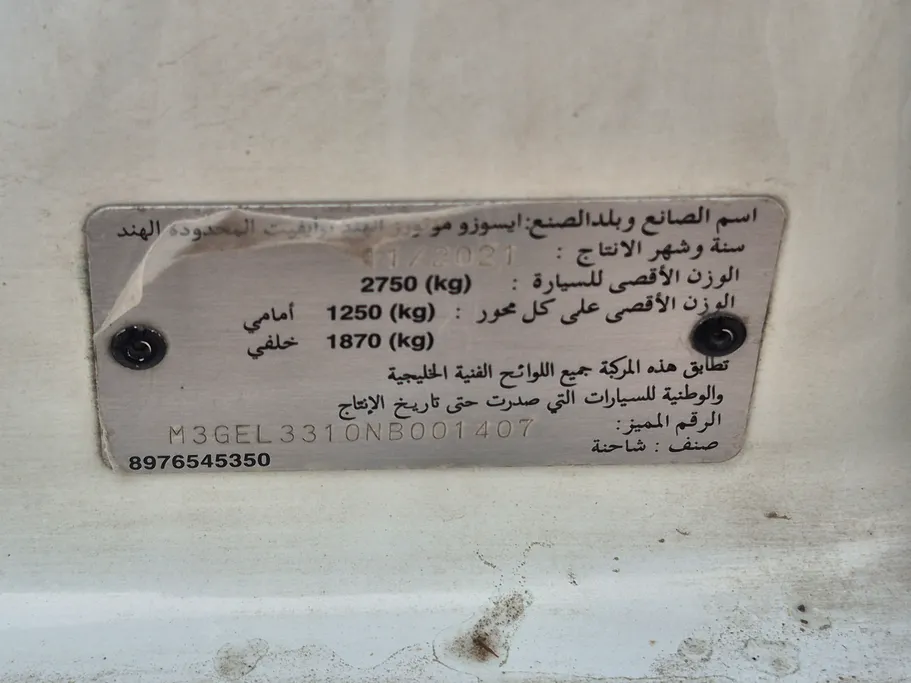 اسم الصانع وبلدالصنع: ايسوزو موتورز الهند برايفيت المحدوده الهند
سنة وشهر الانتاج : 11/2021
الوزن الأقصى للسيارة : 2750 (kg)
الوزن الأقصى على كل محور : 1250 (kg) أمامي
1870 (kg) خلفي
تطابق هذه المركبة جميع اللوائح الفنية الخليجية
والوطنية للسيارات التي صدرت حتى تاريخ الإنتاج
الرقم المميز: M3GEL3310NB001407
صنف : شاحنة
8976545350